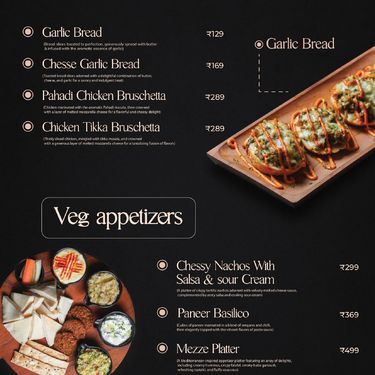 Garlic Bread ₹129
(Bread slices toasted to perfection, generously spread with butter
& infused with the aromatic essence of garlic)
Chesse Garlic Bread ₹169
(Toasted bread slices adorned with a delightful combination of butter,
cheese, and garlic for a savory and indulgent treat)
Pahadi Chicken Bruschetta ₹289
(Chicken marinated with the aromatic Pahadi masala, then crowned
with a layer of melted mozzarella cheese for a flavorful and cheesy delight)
Chicken Tikka Bruschetta ₹289
(Finely diced chicken, mingled with tikka masala, and crowned
with a generous layer of melted mozzarella cheese for a tantalizing fusion of flavors)
Garlic Bread
Veg appetizers
Chessy Nachos With
Salsa & sour Cream ₹299
(A platter of crispy tortilla nachos adorned with velvety melted cheese sauce,
complemented by zesty salsa and cooling sour cream)
Paneer Basilico ₹369
(Cubes of paneer marinated in a blend of oregano and chilli,
then elegantly topped with the vibrant flavors of pesto sauce)
Mezze Platter ₹499
(A Mediterranean-inspired appetizer platter featuring an array of delights,
including creamy hummus, crispy falafel, smoky baba ganoush,
refreshing tzatziki, and fluffy